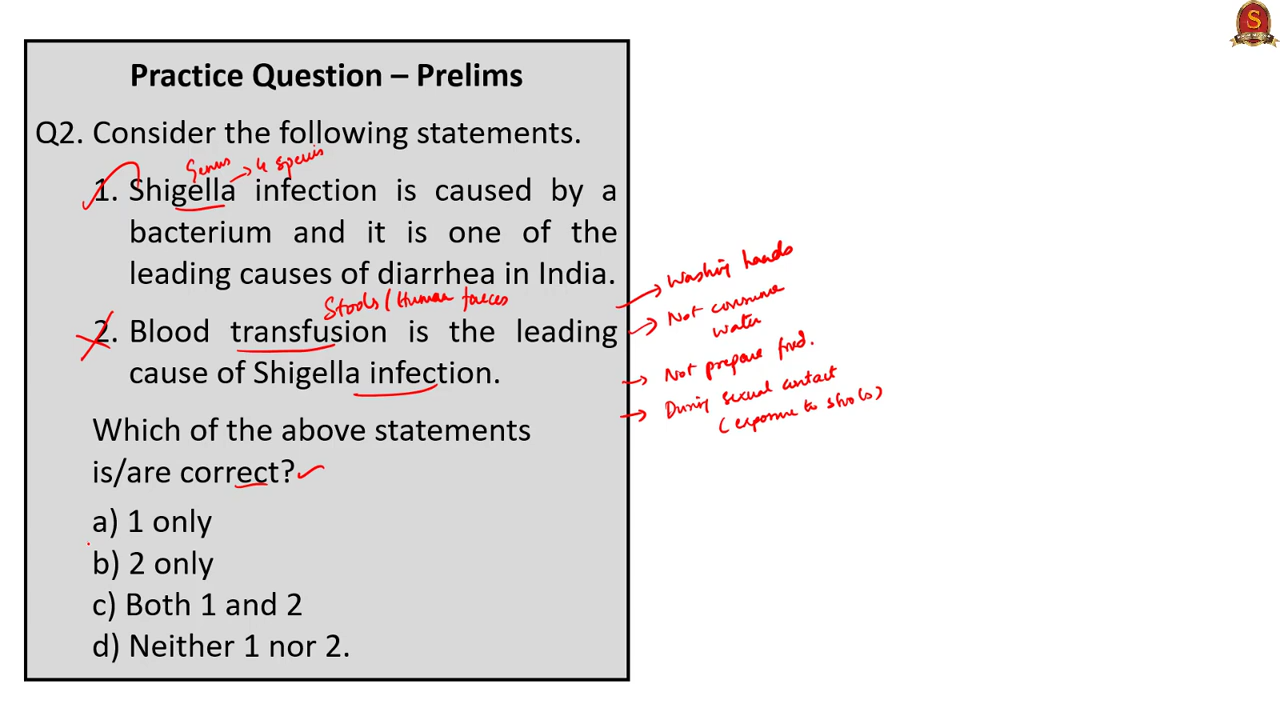 S
Practice Question – Prelims
Q2. Consider the following statements.
Genus → 4 species
1. Shigella infection is caused by a
bacterium and it is one of the
leading causes of diarrhea in India.
Stools / Human faeces
2. Blood transfusion is the leading
cause of Shigella infection.
Which of the above statements
is/are correct?
a) 1 only
b) 2 only
c) Both 1 and 2
d) Neither 1 nor 2.
→ Washing hands
→ Not consume
water
→ Not prepare food.
→ During sexual contact
(exposure to stools)